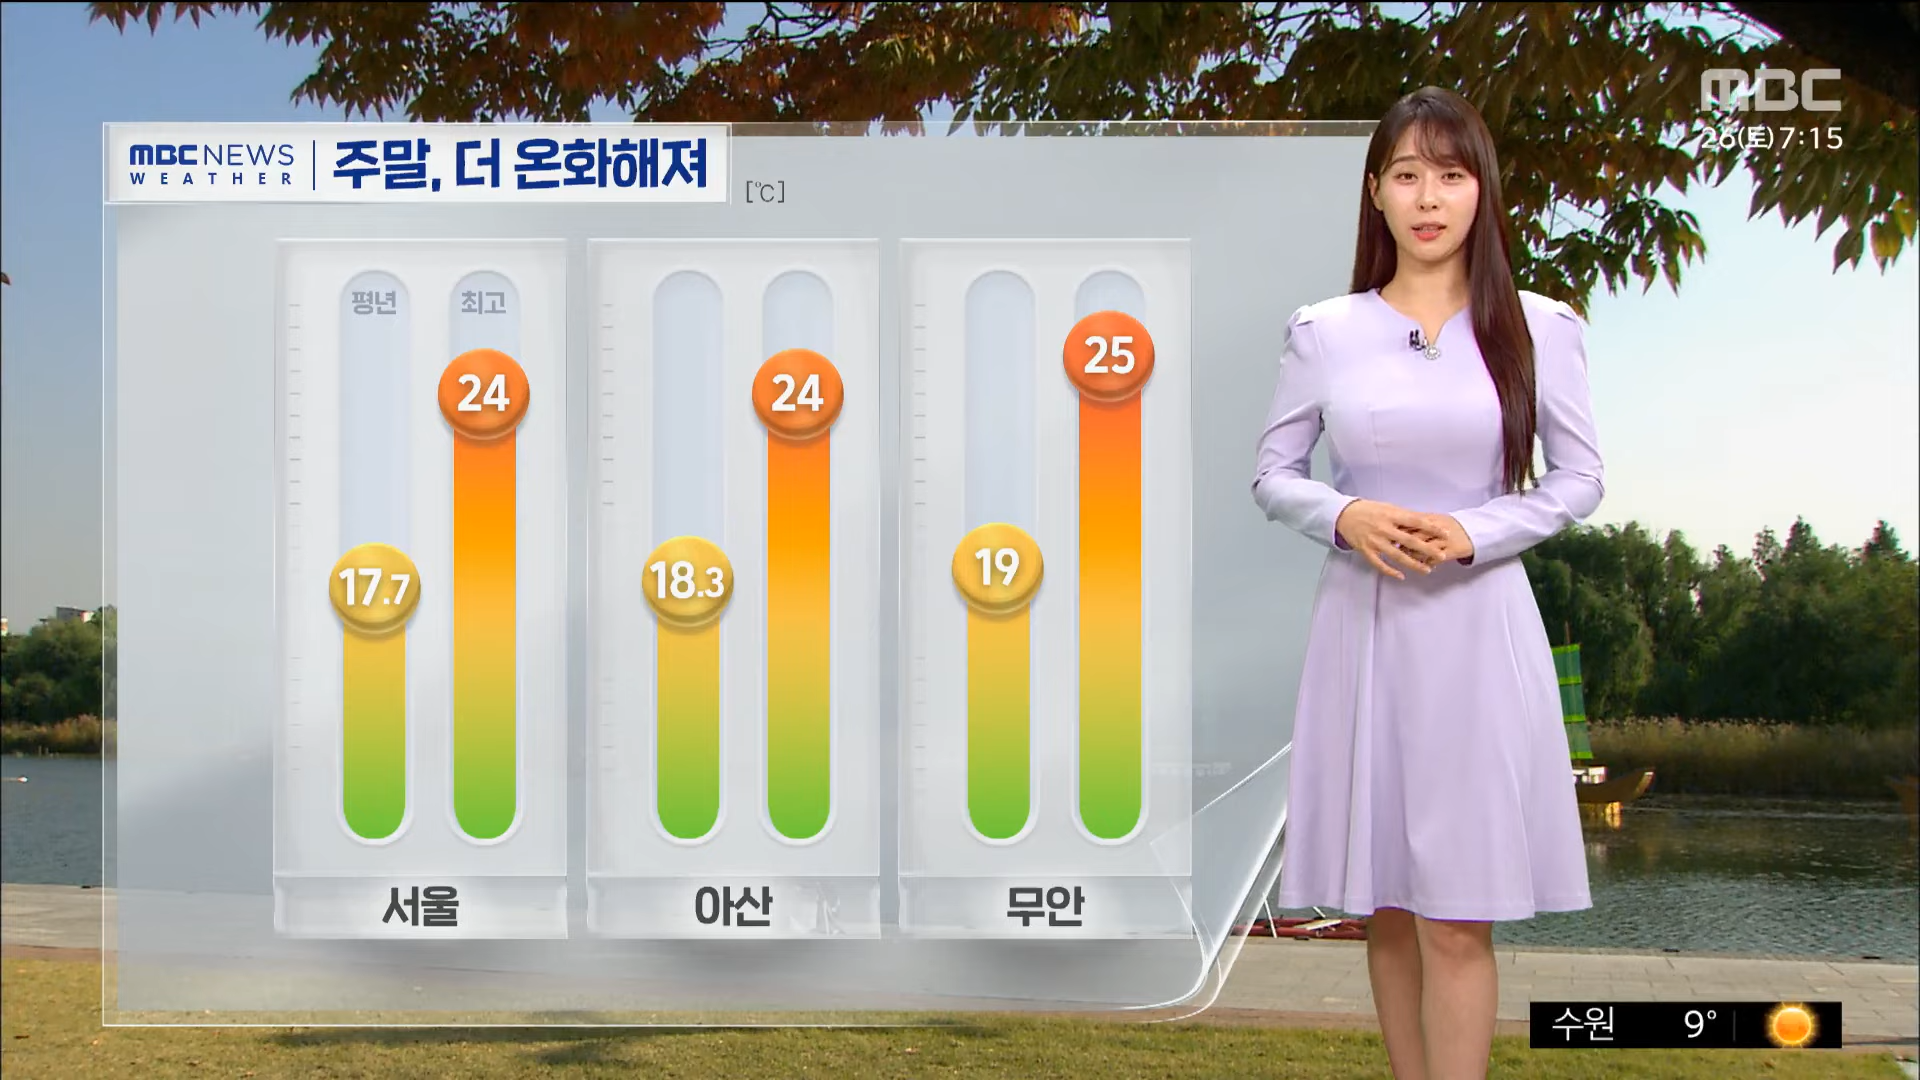 MBC
26(토) 7:15
MBC NEWS
WEATHER
주말, 더 온화해져
[℃]
평년 최고
17.7 24
18.3 24
19 25
서울 아산 무안
수원 9°